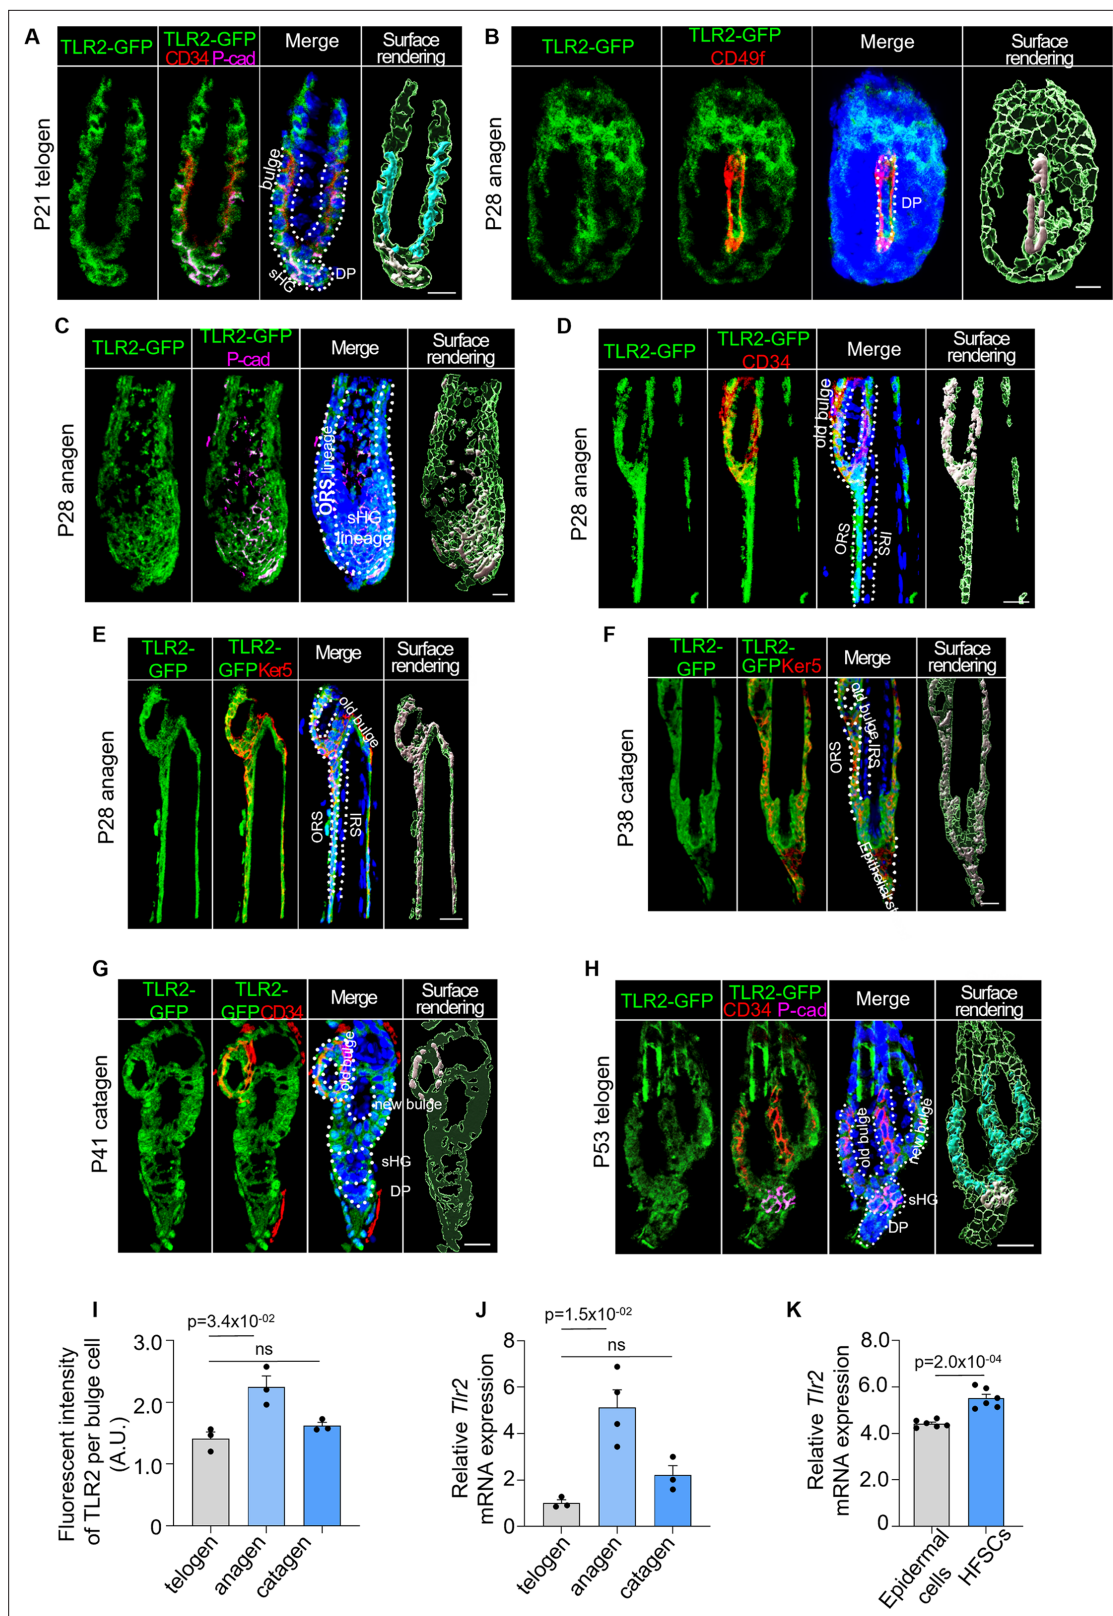 A
TLR2-GFP
TLR2-GFP
CD34 P-cad
Merge
Surface
rendering
P21 telogen
bulge
sHG
DP
B
TLR2-GFP
TLR2-GFP
CD49f
Merge
Surface
rendering
P28 anagen
DP
C
TLR2-GFP
TLR2-GFP
P-cad
Merge
Surface
rendering
P28 anagen
ORS lineage
sHG
lineage
D
TLR2-GFP
TLR2-GFP
CD34
Merge
Surface
rendering
P28 anagen
old bulge
ORS
IRS
E
TLR2-
GFP
TLR2-
GFPKer5
Merge
Surface
rendering
P28 anagen
old bulge
ORS
IRS
F
TLR2-
GFP
TLR2-
GFPKer5
Merge
Surface
rendering
P38 catagen
old bulge
IRS
ORS
Epithelial st
G
TLR2-
GFP
TLR2-
GFPCD34
Merge
Surface
rendering
P41 catagen
old bulge
new bulge
sHG
DP
H
TLR2-GFP
TLR2-GFP
CD34 P-cad
Merge
Surface
rendering
P53 telogen
old bulge
new bulge
sHG
DP
I
Fluorescent intensity
of TLR2 per bulge cell
(A.U.)
p=3.4x10-02
ns
3.0
2.0
1.0
0
telogen
anagen
catagen
J
Relative Tlr2
mRNA expression
p=1.5x10-02
ns
8
6
4
2
0
telogen
anagen
catagen
K
Relative Tlr2
mRNA expression
p=2.0x10-04
8.0
6.0
4.0
2.0
0
Epidermal
cells
HFSCs